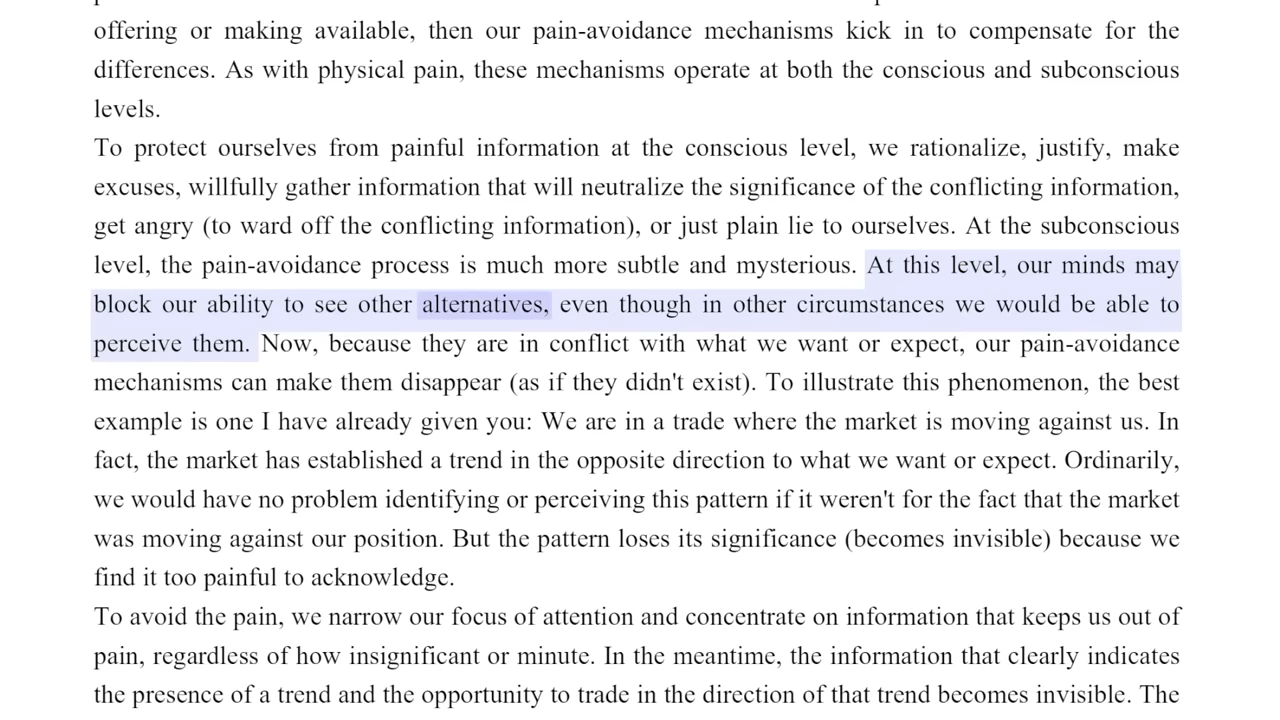 offering or making available, then our pain-avoidance mechanisms kick in to compensate for the
differences. As with physical pain, these mechanisms operate at both the conscious and subconscious
levels.
To protect ourselves from painful information at the conscious level, we rationalize, justify, make
excuses, willfully gather information that will neutralize the significance of the conflicting information,
get angry (to ward off the conflicting information), or just plain lie to ourselves. At the subconscious
level, the pain-avoidance process is much more subtle and mysterious. At this level, our minds may
block our ability to see other alternatives, even though in other circumstances we would be able to
perceive them. Now, because they are in conflict with what we want or expect, our pain-avoidance
mechanisms can make them disappear (as if they didn't exist). To illustrate this phenomenon, the best
example is one I have already given you: We are in a trade where the market is moving against us. In
fact, the market has established a trend in the opposite direction to what we want or expect. Ordinarily,
we would have no problem identifying or perceiving this pattern if it weren't for the fact that the market
was moving against our position. But the pattern loses its significance (becomes invisible) because we
find it too painful to acknowledge.
To avoid the pain, we narrow our focus of attention and concentrate on information that keeps us out of
pain, regardless of how insignificant or minute. In the meantime, the information that clearly indicates
the presence of a trend and the opportunity to trade in the direction of that trend becomes invisible. The